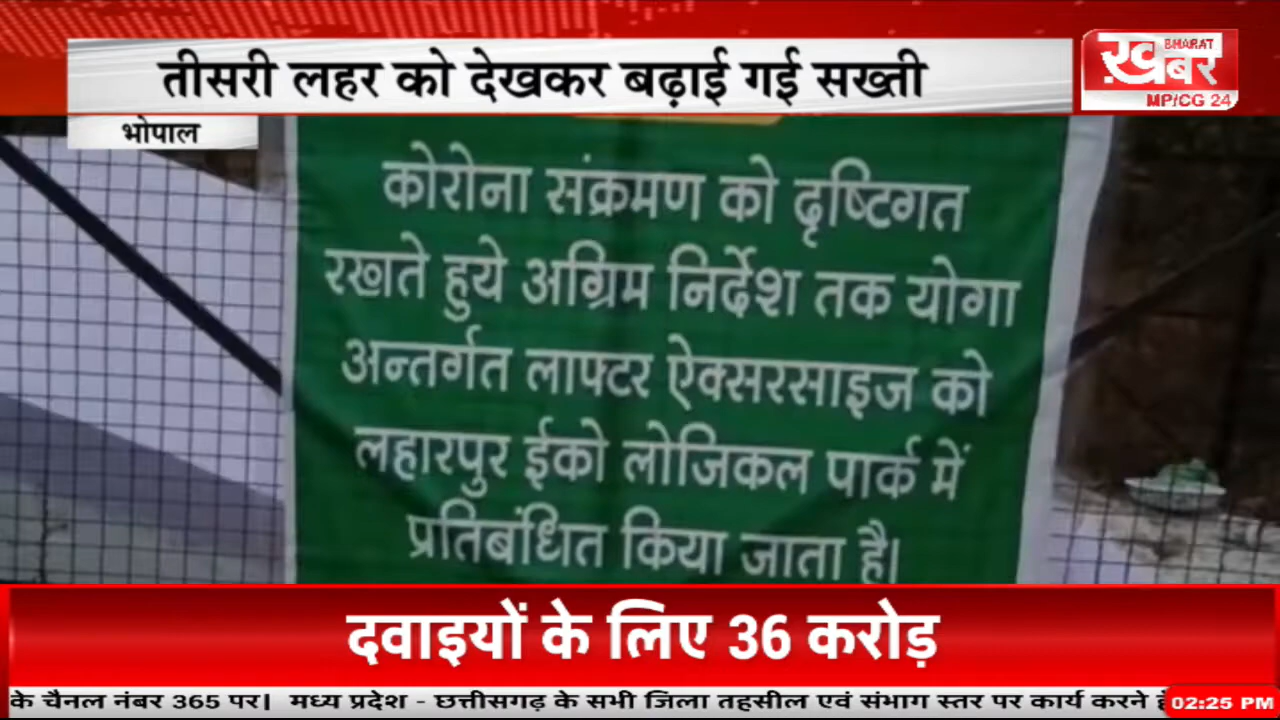 तीसरी लहर को देखकर बढ़ाई गई सख्ती
BHARAT
ख़बर
MP/CG 24
भोपाल
कोरोना संक्रमण को दृष्टिगत
रखते हुये अग्रिम निर्देश तक योगा
अन्तर्गत लाफ्टर ऐक्सरसाइज को
लहारपुर ईको लोजिकल पार्क में
प्रतिबंधित किया जाता है।
दवाइयों के लिए 36 करोड़
के चैनल नंबर 365 पर| मध्य प्रदेश - छत्तीसगढ़ के सभी जिला तहसील एवं संभाग स्तर पर कार्य करने
02:25 PM